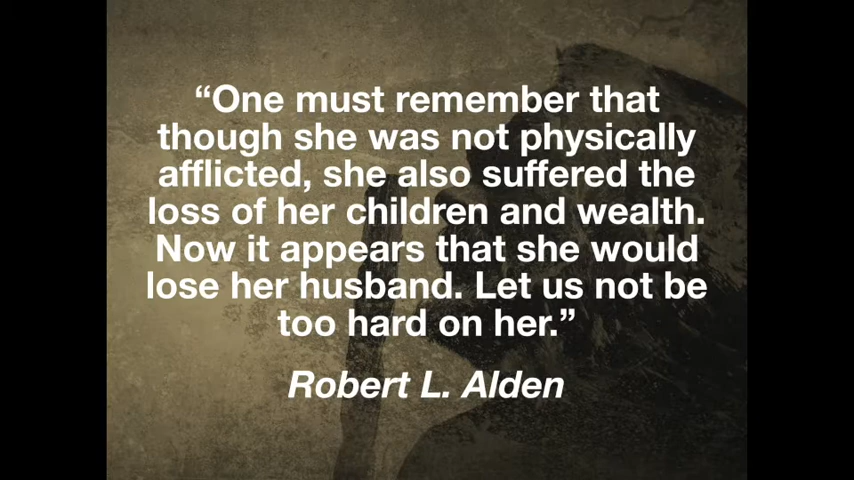 “One must remember that
though she was not physically
afflicted, she also suffered the
loss of her children and wealth.
Now it appears that she would
lose her husband. Let us not be
too hard on her.”
Robert L. Alden